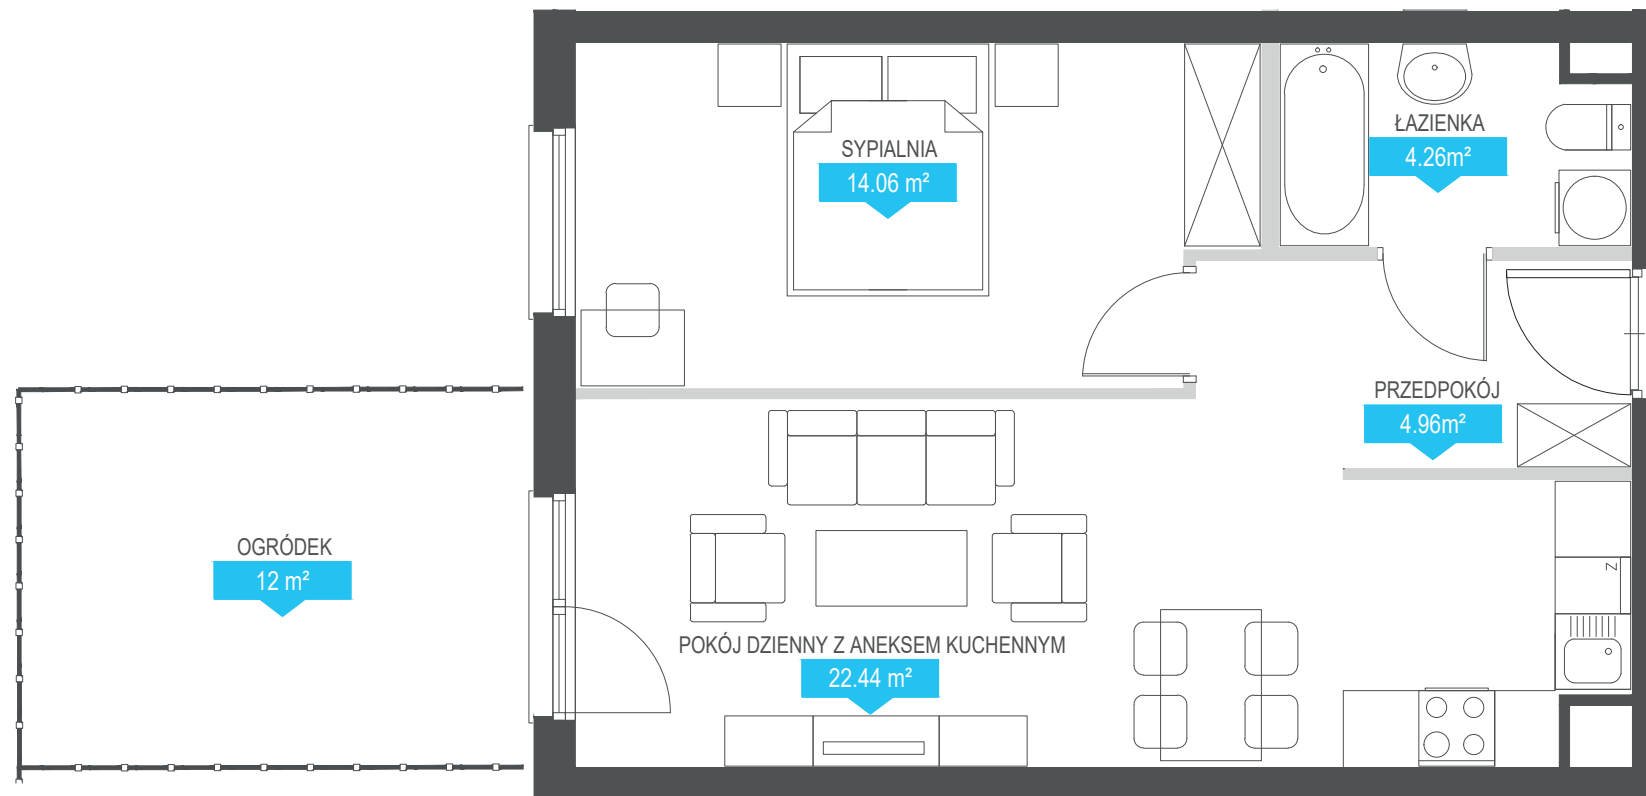 SYPIALNIA
14.06 m²
ŁAZIENKA
4.26m²
PRZEDPOKÓJ
4.96m²
OGRÓDEK
12 m²
Z
POKÓJ DZIENNY Z ANEKSEM KUCHENNYM
22.44 m²